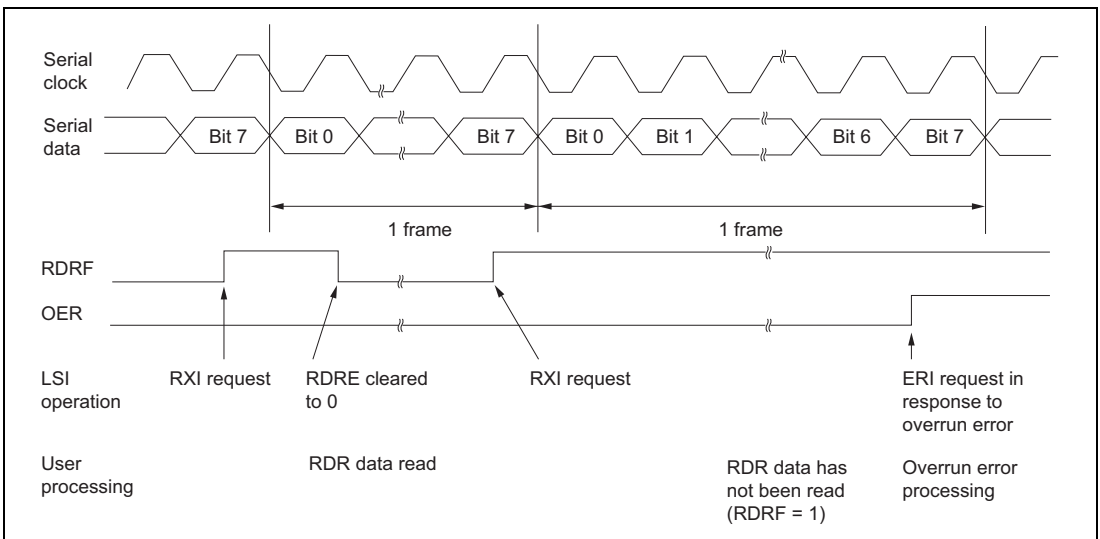 Serial
clock
Serial
data
Bit 7
Bit 0
Bit 7
Bit 0
Bit 1
Bit 6
Bit 7
1 frame
1 frame
RDRF
OER
LSI
operation
RXI request
RDRE cleared
to 0
RXI request
ERI request in
response to
overrun error
User
processing
RDR data read
RDR data has
not been read
(RDRF = 1)
Overrun error
processing